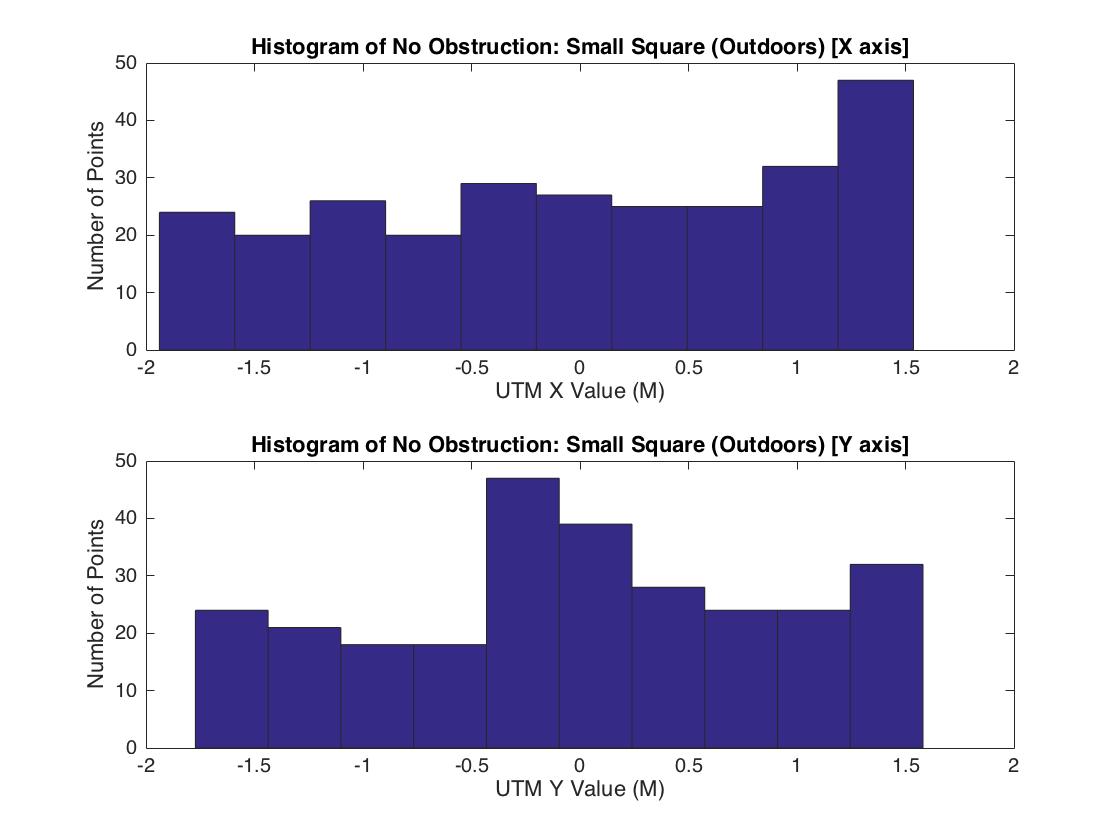 Histogram of No Obstruction: Small Square (Outdoors) [X axis]
50
40
30
20
10
0
Number of Points
-2 -1.5 -1 -0.5 0 0.5 1 1.5 2
UTM X Value (M)
Histogram of No Obstruction: Small Square (Outdoors) [Y axis]
50
40
30
20
10
0
Number of Points
-2 -1.5 -1 -0.5 0 0.5 1 1.5 2
UTM Y Value (M)